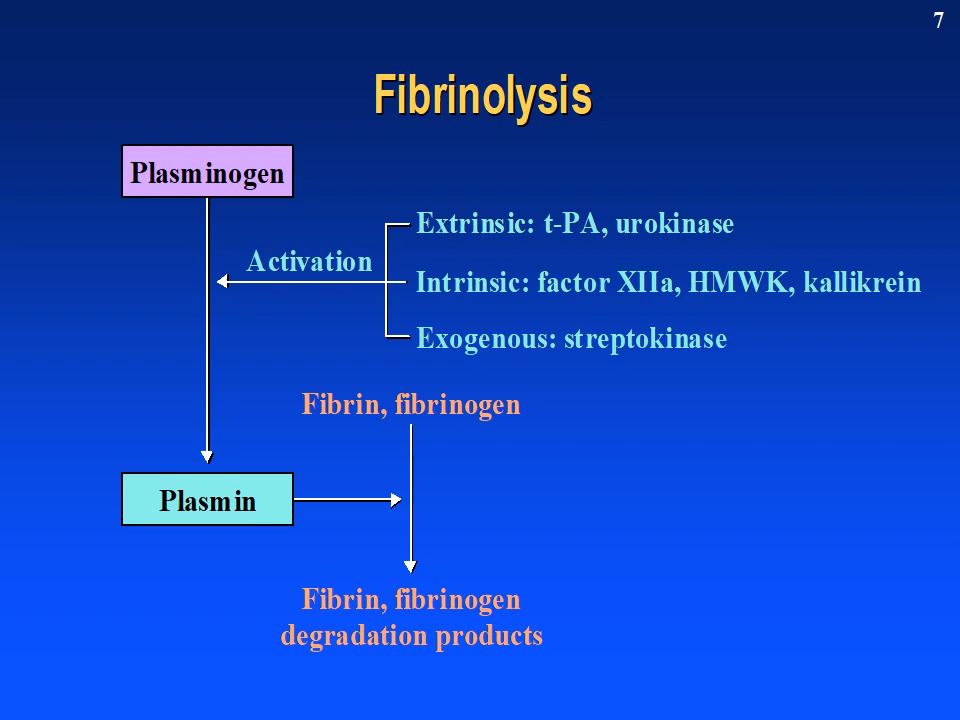 7
Fibrinolysis
Plasminogen
Extrinsic: t-PA, urokinase
Activation
Intrinsic: factor XIIa, HMWK, kallikrein
Exogenous: streptokinase
Fibrin, fibrinogen
Plasmin
Fibrin, fibrinogen
degradation products